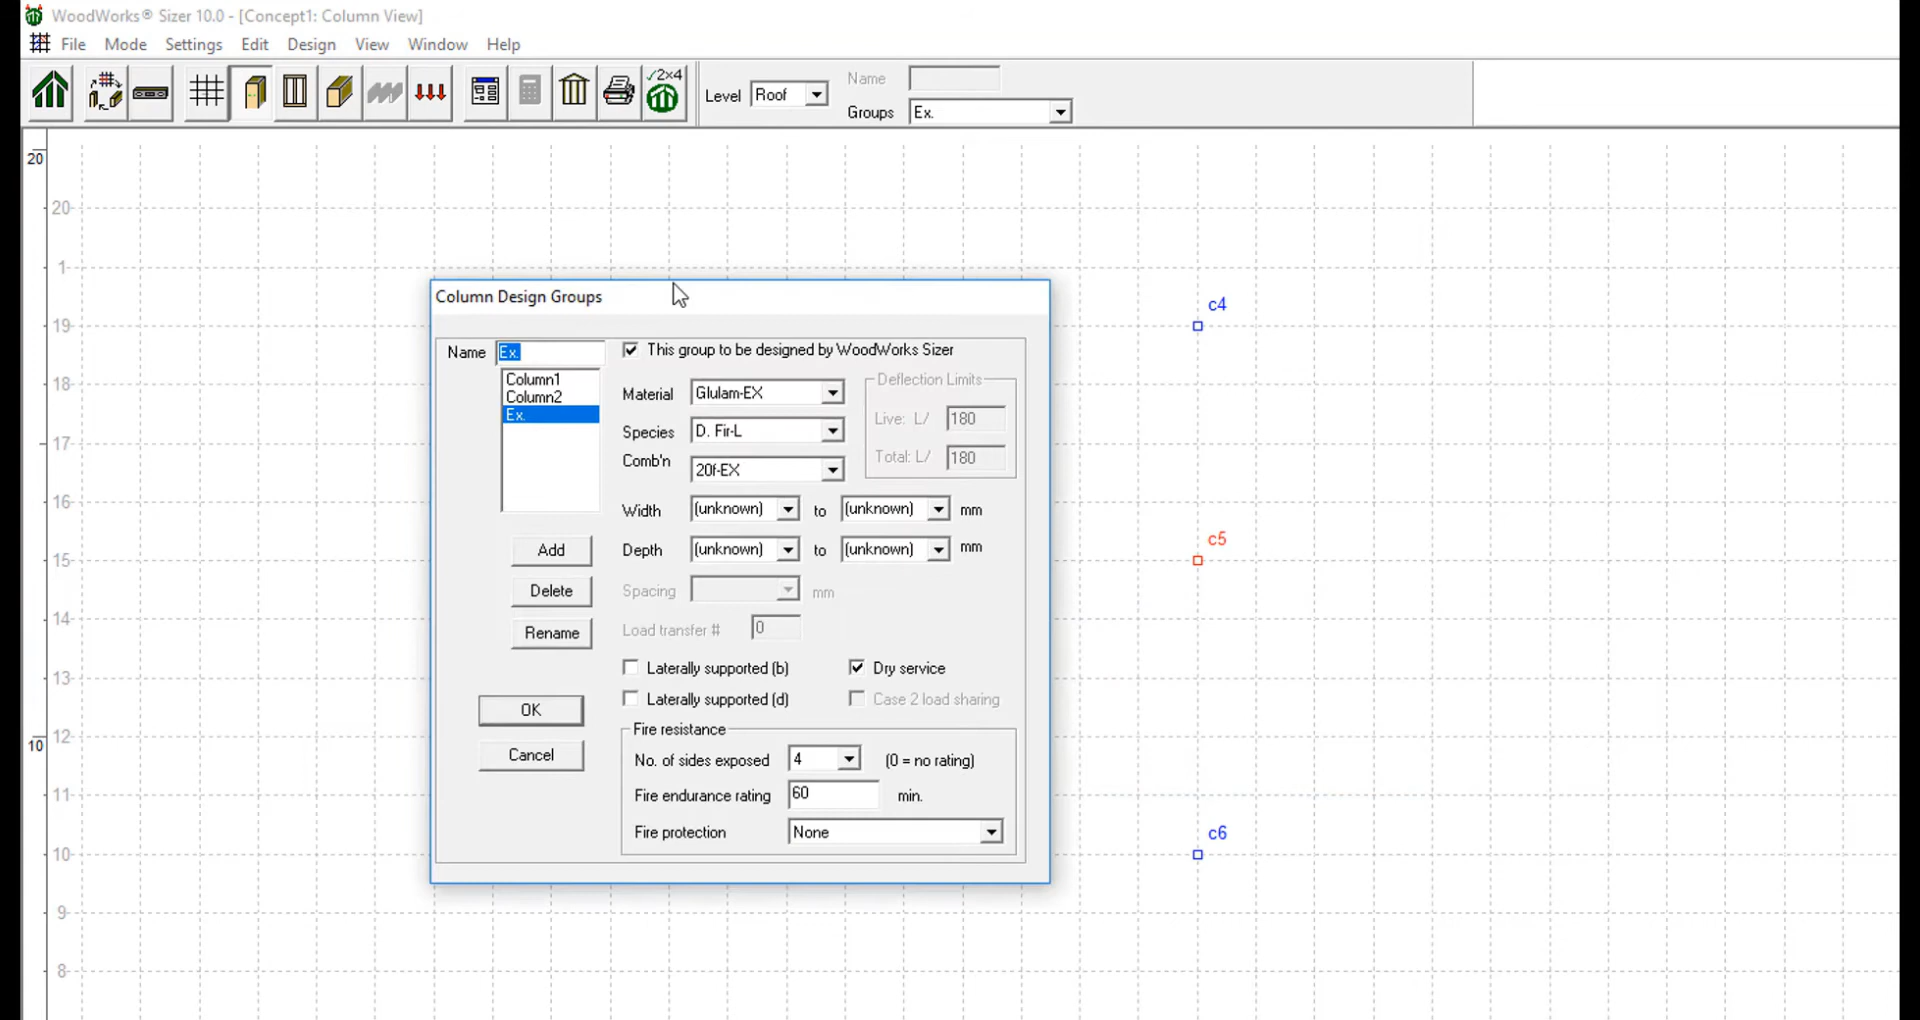 WoodWorks® Sizer 10.0 - [Concept1: Column View]
File Mode Settings Edit Design View Window Help
✓2x4
Level Roof
Name
Groups Ex.
20
20
1
19
18
17
16
15
14
13
10 12
11
10
9
8
Column Design Groups
Name Ex.
Column1
Column2
Ex.
Add
Delete
Rename
OK
Cancel
This group to be designed by WoodWorks Sizer
Material Glulam-EX
Species D. Fir-L
Comb'n 20f-EX
Deflection Limits
Live: L/ 180
Total: L/ 180
Width (unknown) to (unknown) mm
Depth (unknown) to (unknown) mm
Spacing mm
Load transfer # 0
Laterally supported (b) Dry service
Laterally supported (d) Case 2 load sharing
Fire resistance
No. of sides exposed 4 (0 = no rating)
Fire endurance rating 60 min.
Fire protection None
c4
c5
c6